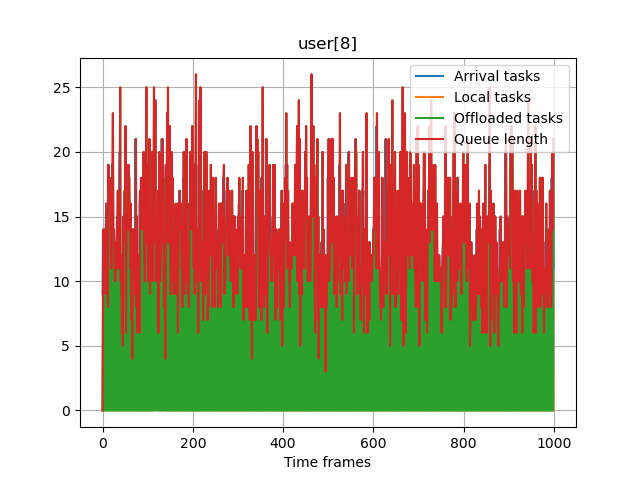 user[8]
Arrival tasks
Local tasks
Offloaded tasks
Queue length
25
20
15
10
5
0
0 200 400 600 800 1000
Time frames